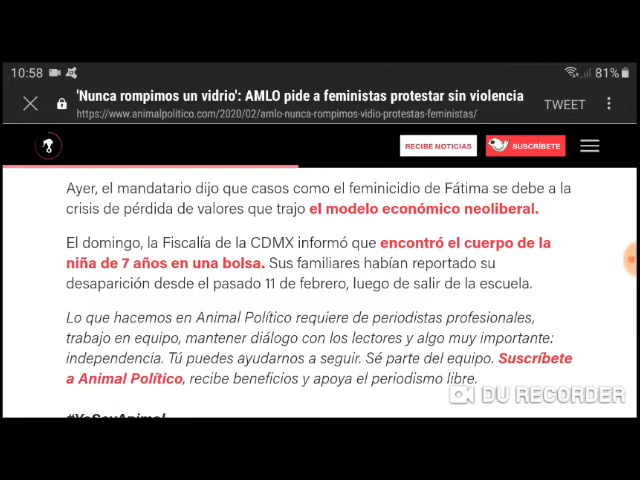 10:58 81%
'Nunca rompimos un vidrio': AMLO pide a feministas protestar sin violencia
https://www.animalpolitico.com/2020/02/amlo-nunca-rompimos-vidio-protestas-feministas/
TWEET
RECIBE NOTICIAS SUSCRÍBETE
Ayer, el mandatario dijo que casos como el feminicidio de Fátima se debe a la
crisis de pérdida de valores que trajo el modelo económico neoliberal.
El domingo, la Fiscalía de la CDMX informó que encontró el cuerpo de la
niña de 7 años en una bolsa. Sus familiares habían reportado su
desaparición desde el pasado 11 de febrero, luego de salir de la escuela.
Lo que hacemos en Animal Político requiere de periodistas profesionales,
trabajo en equipo, mantener diálogo con los lectores y algo muy importante:
independencia. Tú puedes ayudarnos a seguir. Sé parte del equipo. Suscríbete
a Animal Político, recibe beneficios y apoya el periodismo libre.
DU RECORDER
#YoSoyAnimal